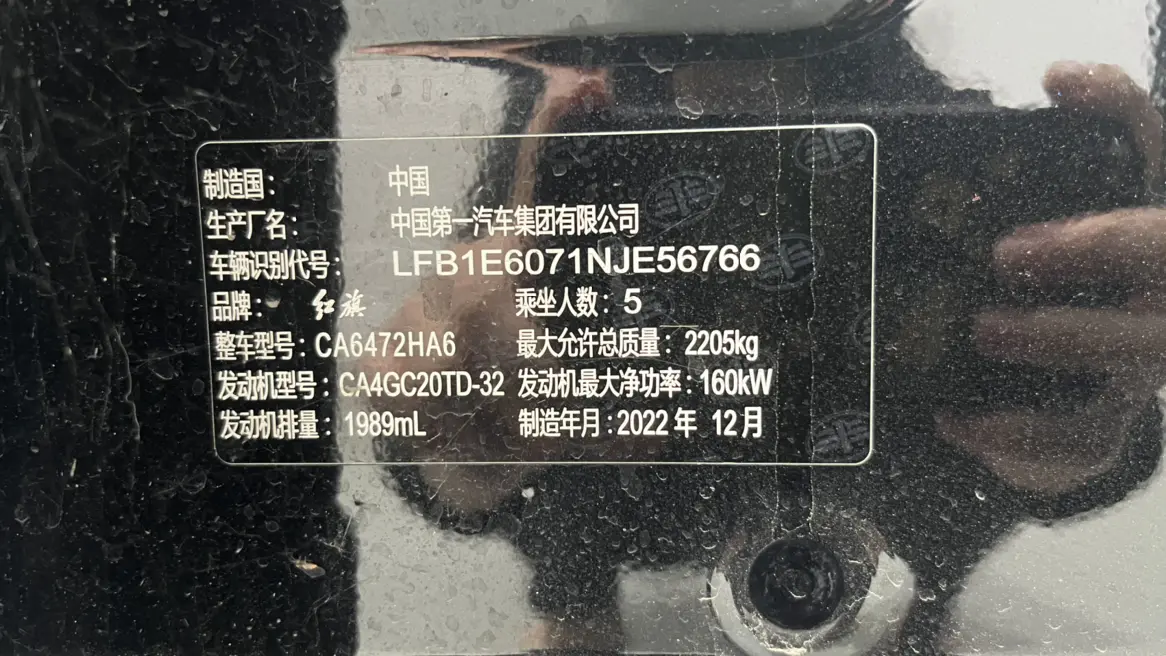 制造国：中国
生产厂名：中国第一汽车集团有限公司
车辆识别代号：LFB1E6071NJE56766
品牌：红旗 乘坐人数：5
整车型号：CA6472HA6 最大允许总质量：2205kg
发动机型号：CA4GC20TD-32 发动机最大净功率：160kW
发动机排量：1989mL 制造年月：2022年 12月